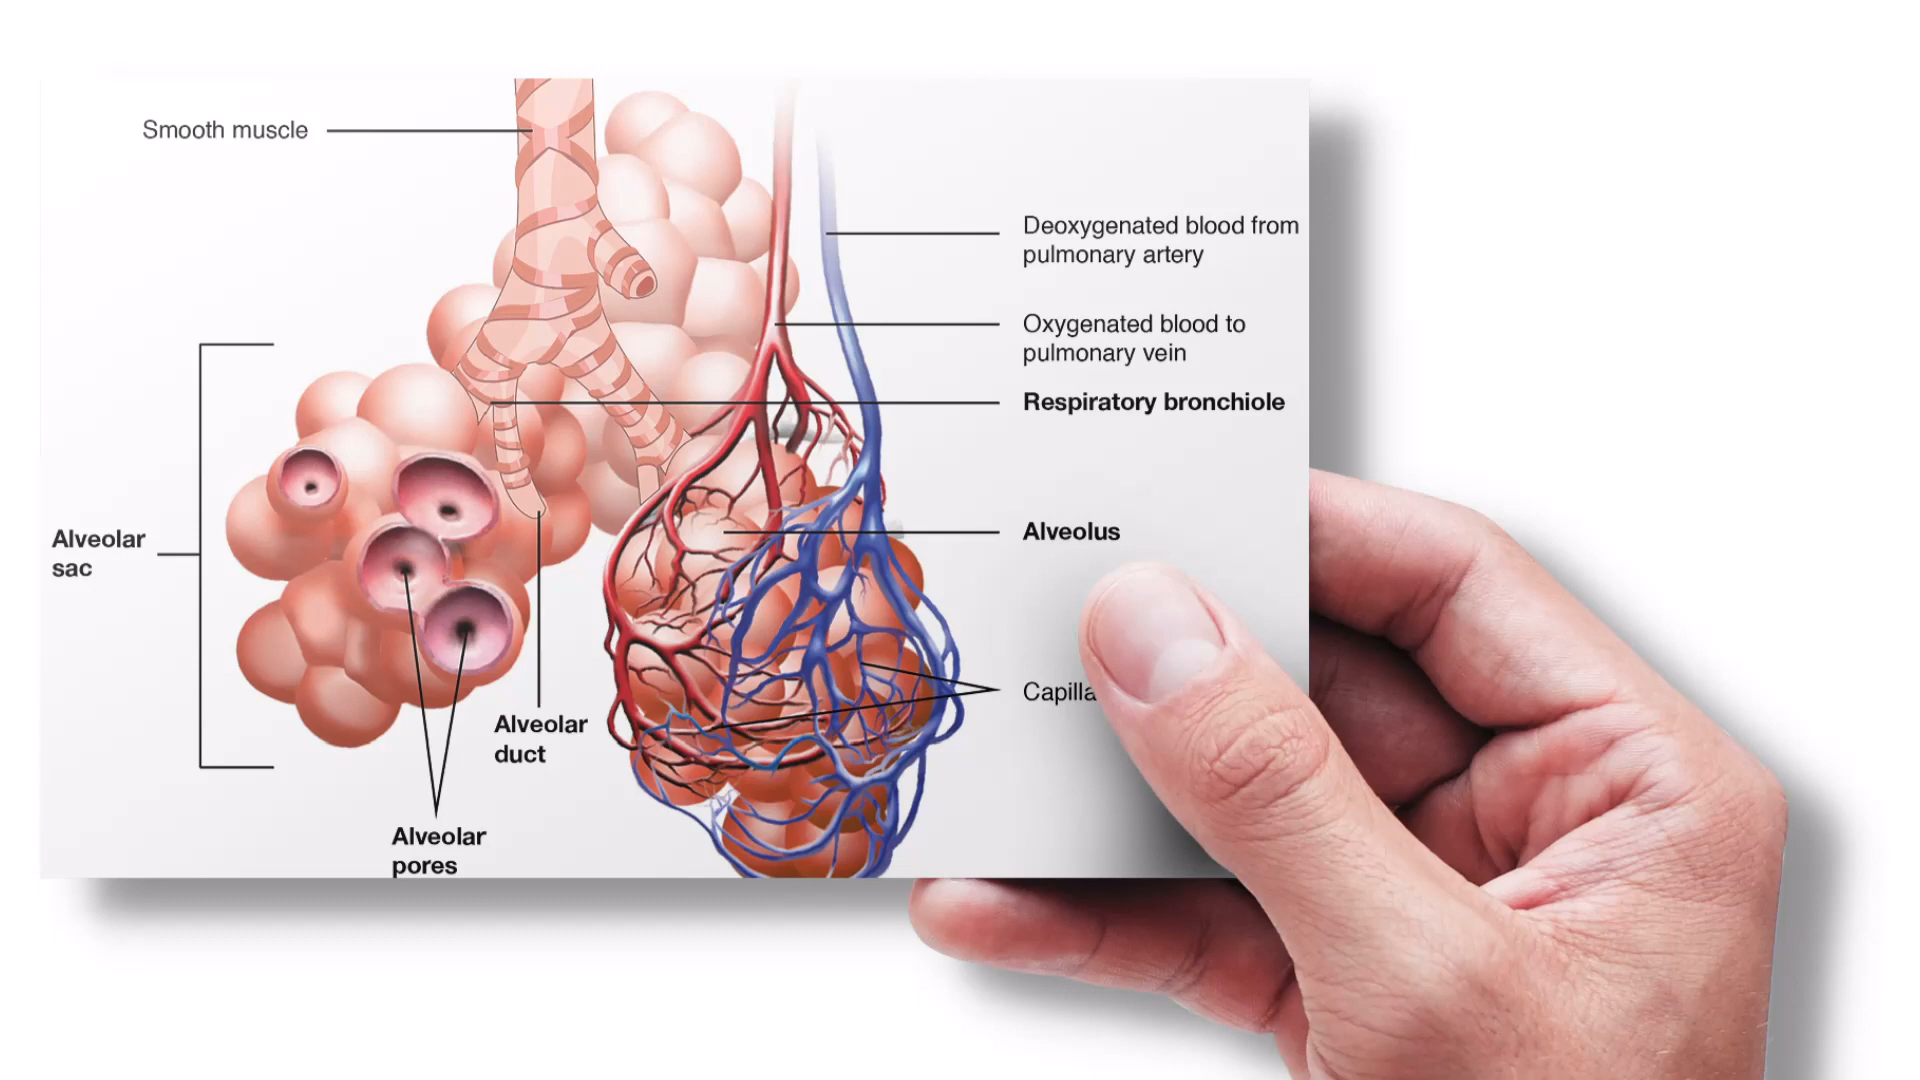 Smooth muscle
Deoxygenated blood from
pulmonary artery
Oxygenated blood to
pulmonary vein
Respiratory bronchiole
Alveolus
Alveolar
sac
Capilla
Alveolar
duct
Alveolar
pores